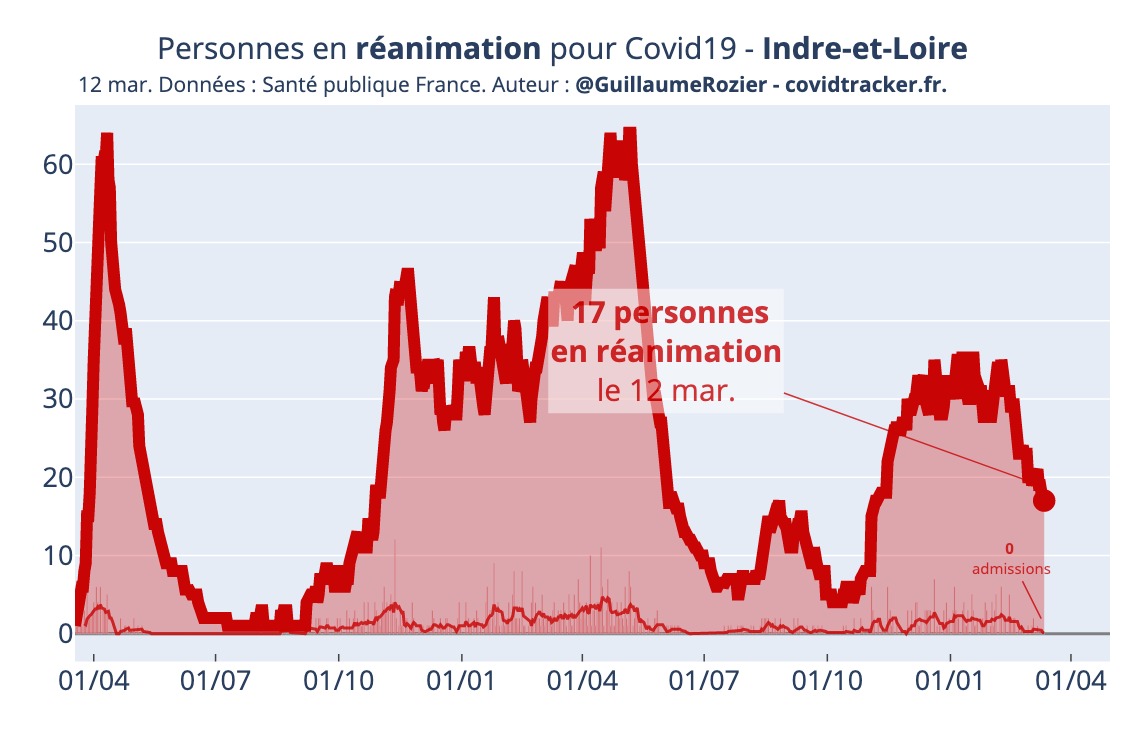 Personnes en réanimation pour Covid19 - Indre-et-Loire
12 mar. Données : Santé publique France. Auteur : @GuillaumeRozier - covidtracker.fr.
60
50
40
30
20
10
0
17 personnes
en réanimation
le 12 mar.
0
admissions
01/04
01/07
01/10
01/01
01/04
01/07
01/10
01/01
01/04